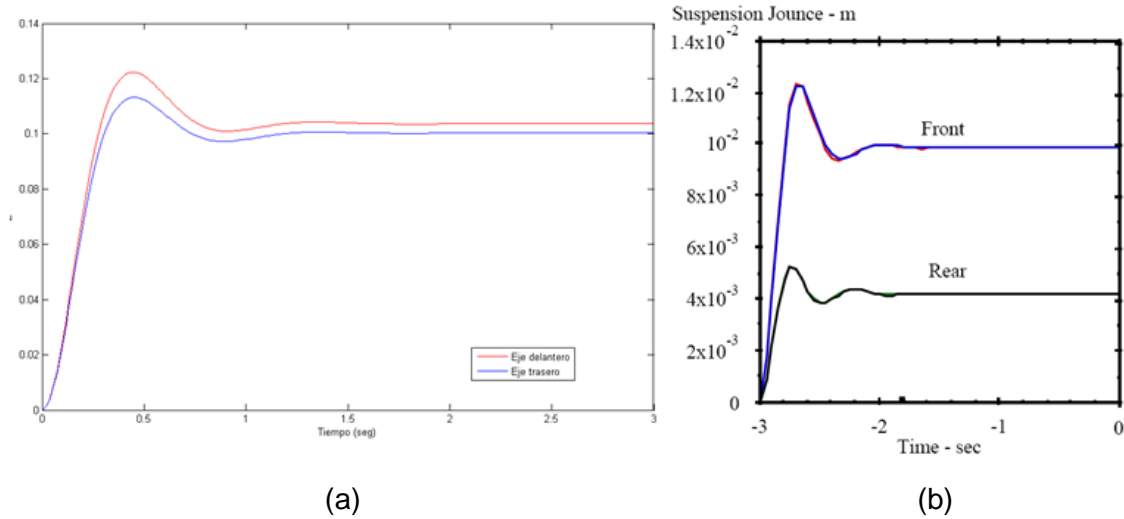 0.14
0.12
0.1
0.08
0.06
0.04
0.02
0
0
0.5
1
1.5
2
2.5
3
Tiempo (seg)
Eje delantero
Eje trasero
(a)
Suspension Jounce - m
1.4x10⁻²
1.2x10⁻²
10⁻²
8x10⁻³
6x10⁻³
4x10⁻³
2x10⁻³
0
Front
Rear
-3
-2
-1
0
Time - sec
(b)